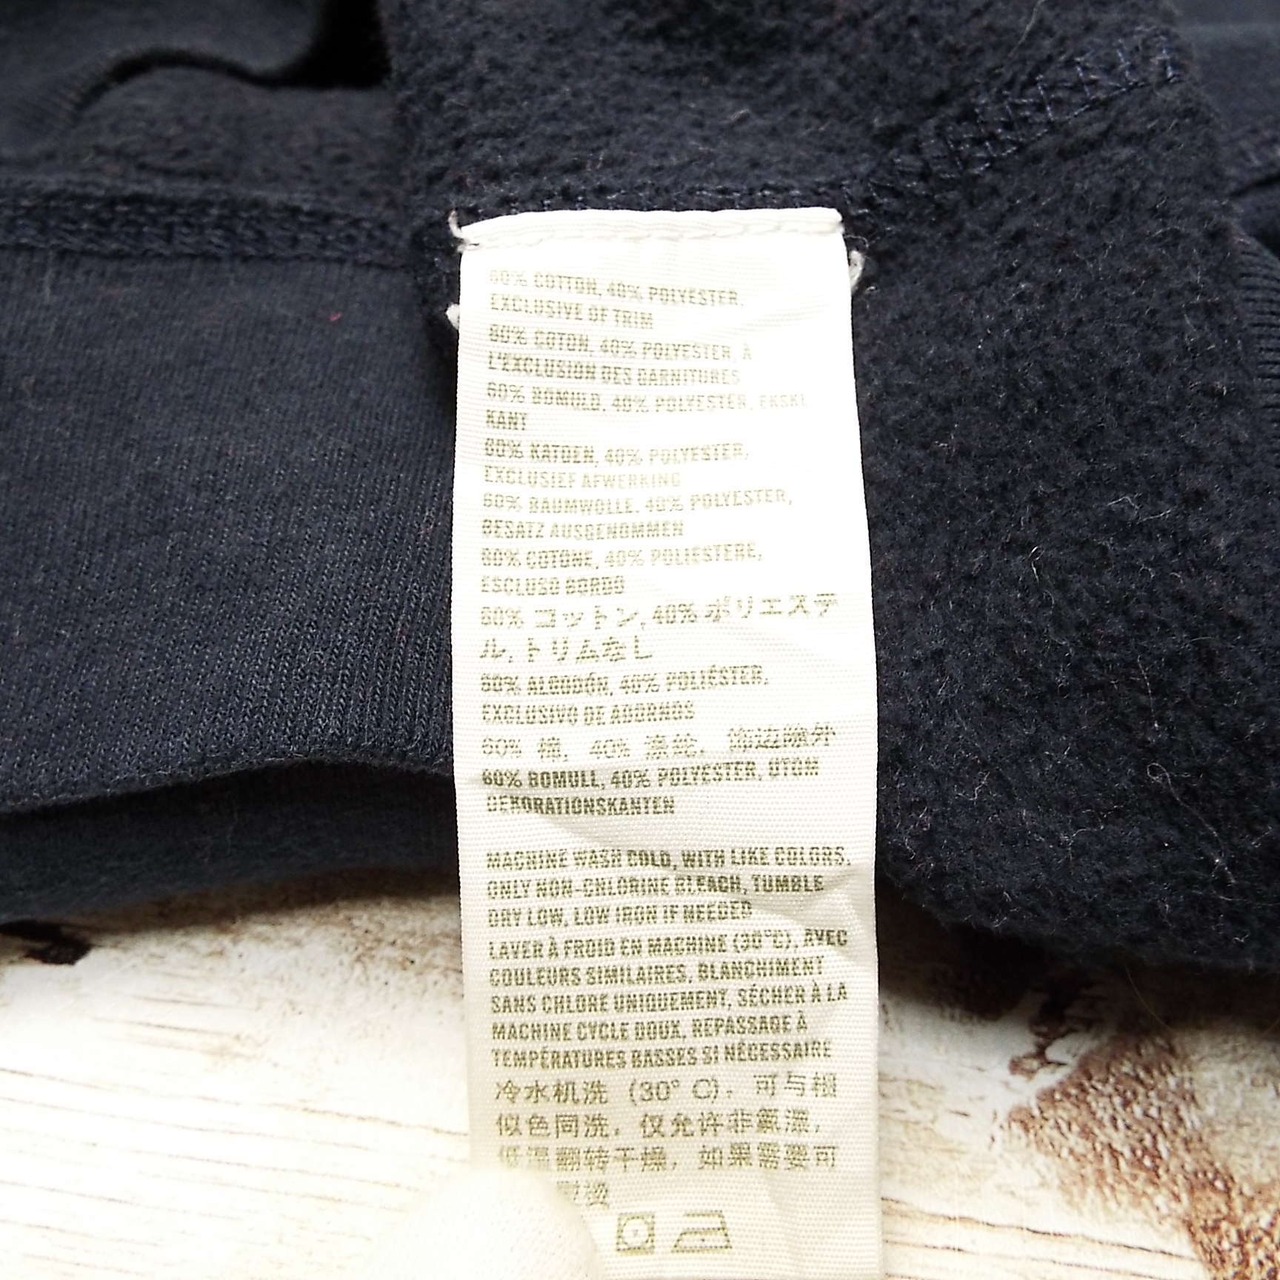 60% COTTON, 40% POLYESTER,
EXCLUSIVE OF TRIM
60% COTON, 40% POLYESTER, À
L'EXCLUSION DES GARNITURES
60% BOMULD, 40% POLYESTER, EKSKL
KANT
60% KATOEN, 40% POLYESTER,
EXCLUSIEF AFWERKING
60% BAUMWOLLE, 40% POLYESTER,
BESATZ AUSGENOMMEN
60% COTONE, 40% POLIESTERE,
ESCLUSO BORDO
60% コットン, 40% ポリエステ
ル, トリムなし
60% ALGODÓN, 40% POLIÉSTER,
EXCLUSIVO DE ADORNOS
60% 棉, 40% 涤纶, 饰边除外
60% BOMULL, 40% POLYESTER, UTOM
DEKORATIONSKANTEN
MACHINE WASH COLD, WITH LIKE COLORS,
ONLY NON-CHLORINE BLEACH, TUMBLE
DRY LOW, LOW IRON IF NEEDED
LAVER À FROID EN MACHINE (30°C), AVEC
COULEURS SIMILAIRES, BLANCHIMENT
SANS CHLORE UNIQUEMENT, SÉCHER À LA
MACHINE CYCLE DOUX, REPASSAGE À
TEMPÉRATURES BASSES SI NÉCESSAIRE
冷水机洗 (30° C), 可与相
似色同洗, 仅允许非氯漂,
低温翻转干燥, 如果需要可
熨烫